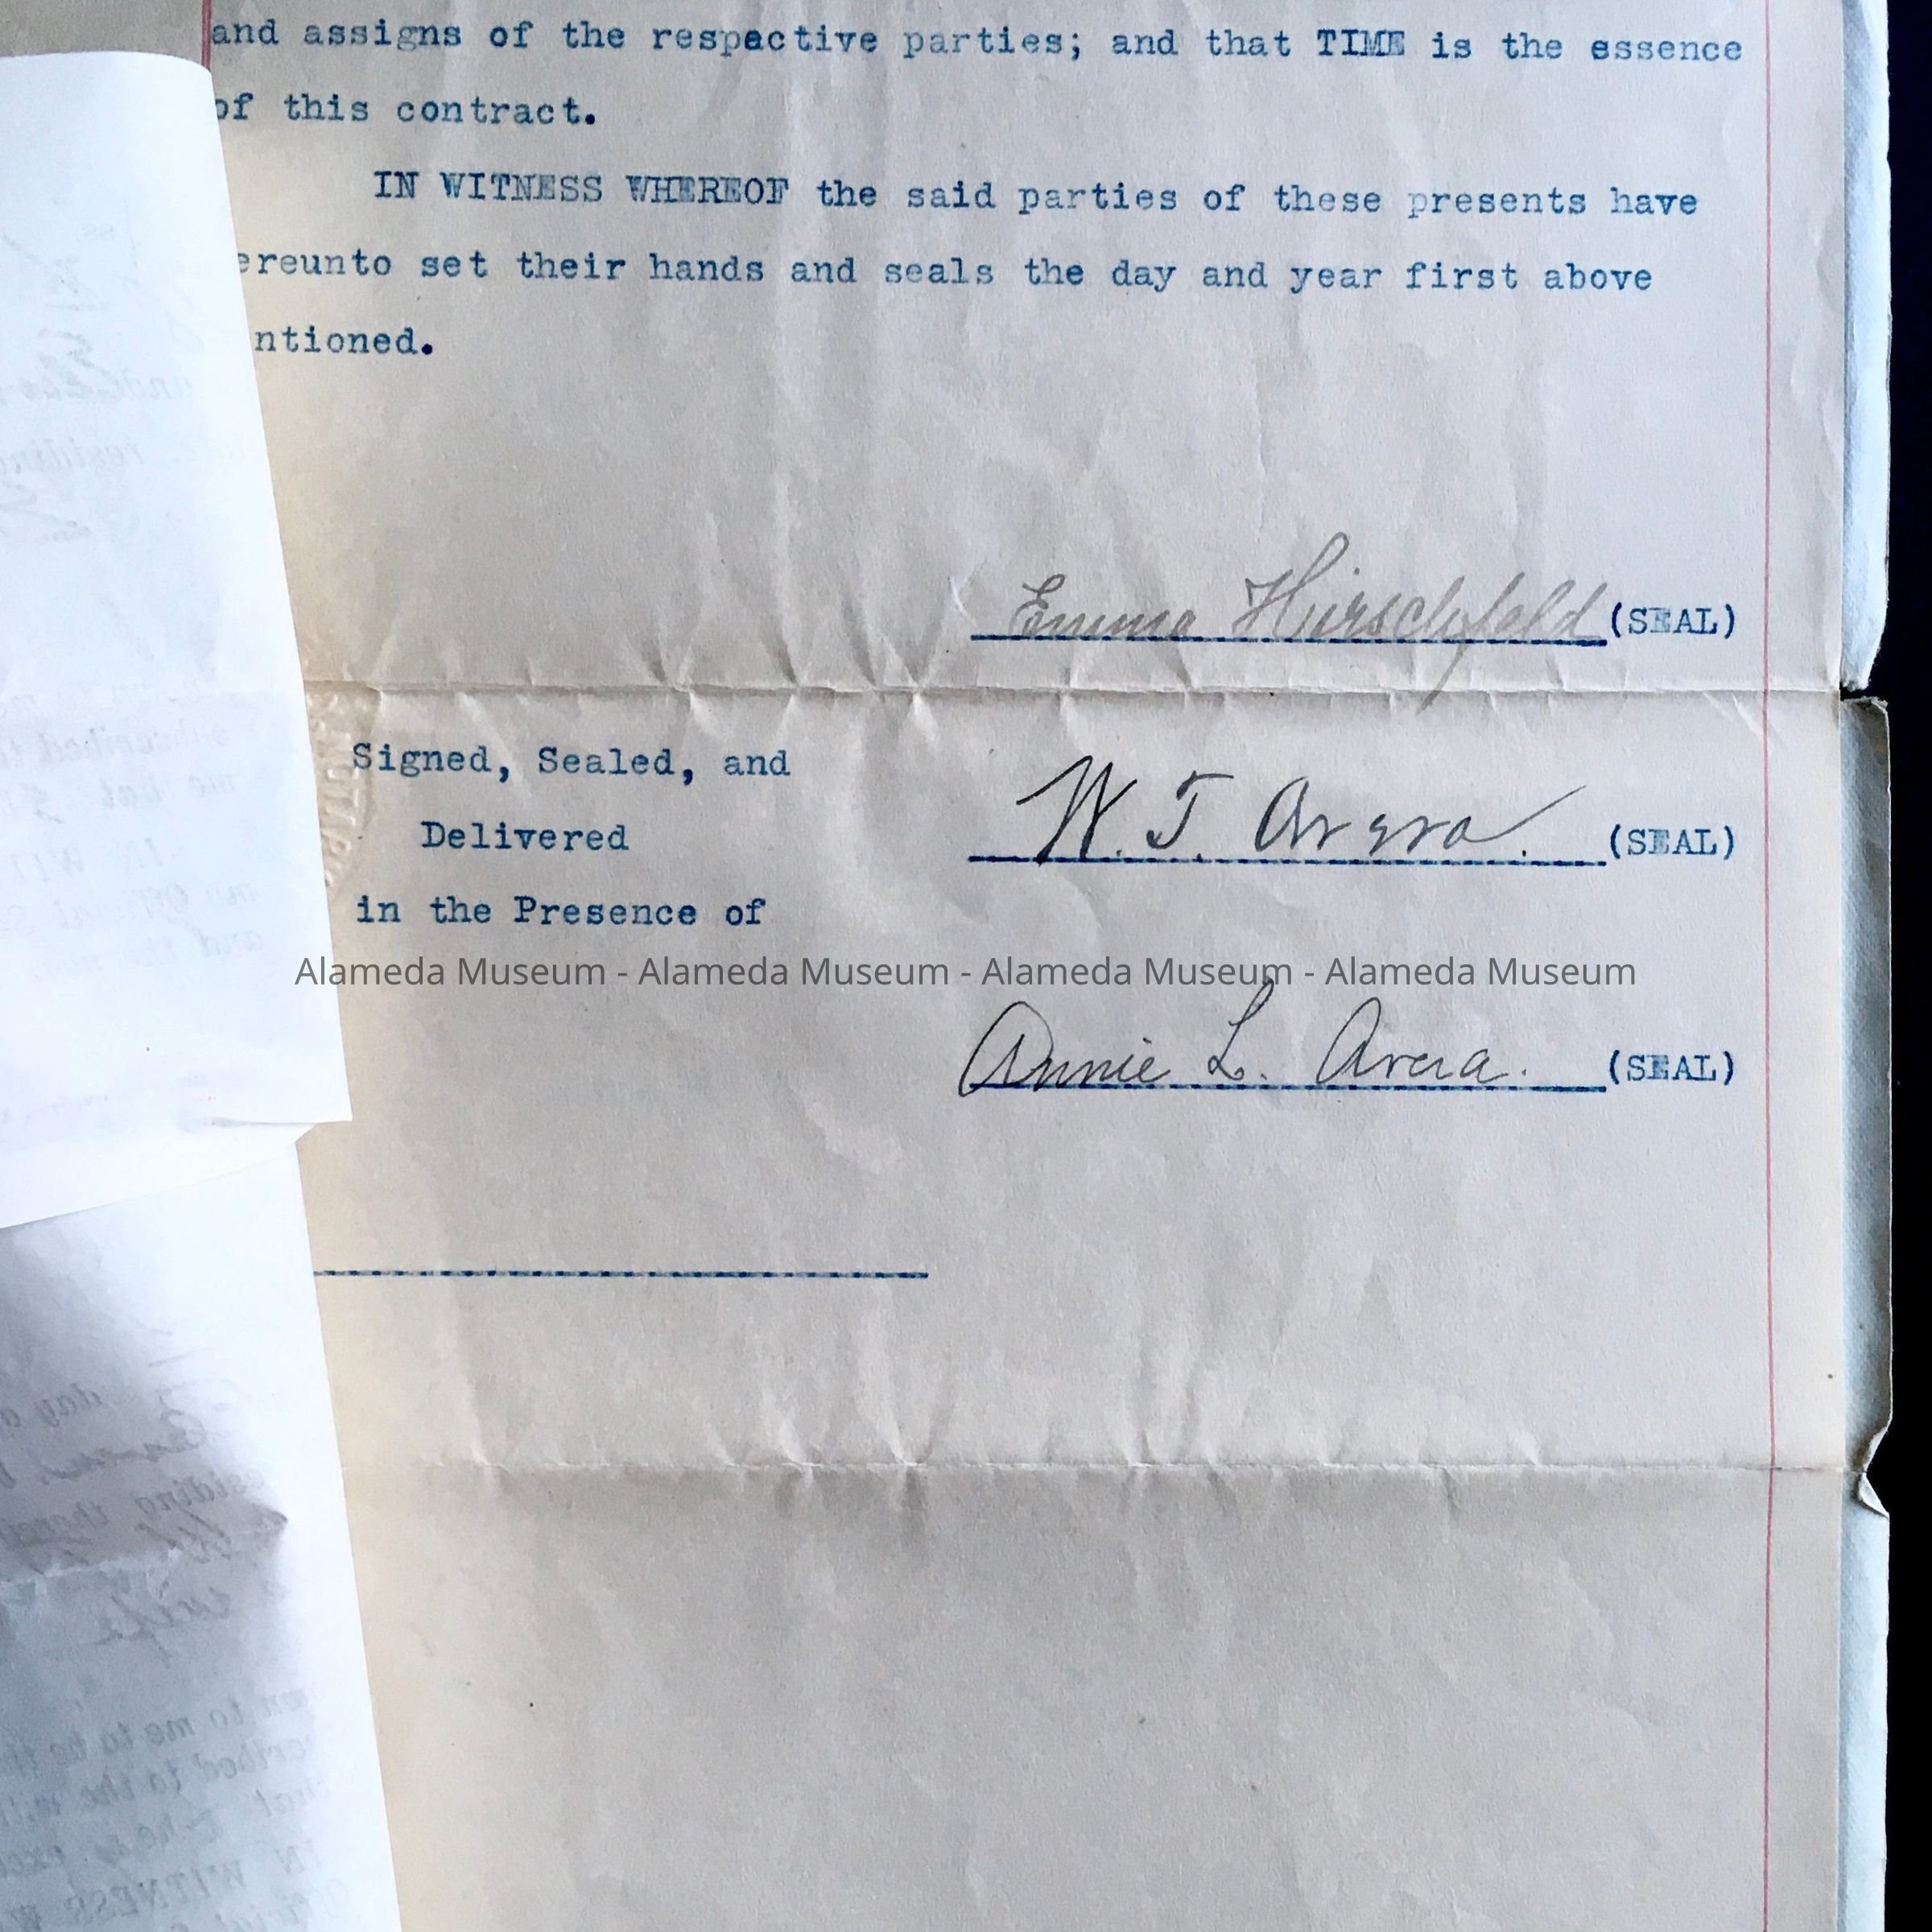 and assigns of the respective parties; and that TIME is the essence
of this contract.
IN WITNESS WHEREOF the said parties of these presents have
ereunto set their hands and seals the day and year first above
ntioned.
Emma Hirschfeld (SEAL)
Signed, Sealed, and
Delivered
in the Presence of
W. T. Avera. (SEAL)
Alameda Museum - Alameda Museum - Alameda Museum - Alameda Museum
Annie L. Avera. (SEAL)